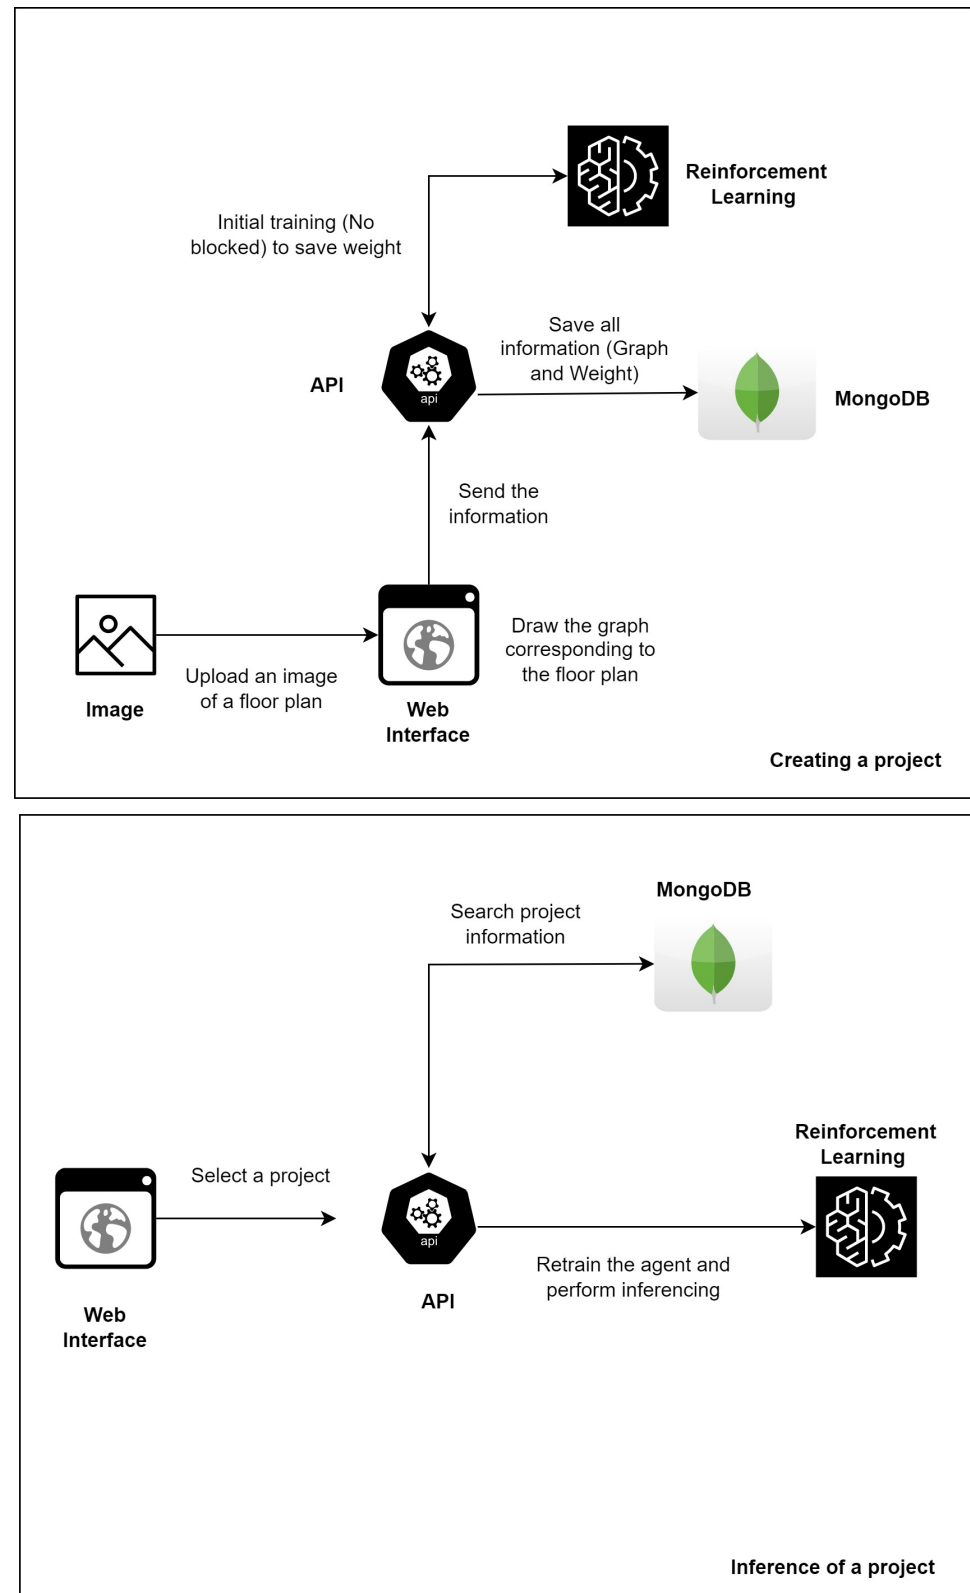 Reinforcement
Learning
Initial training (No
blocked) to save weight
Save all
information (Graph
and Weight)
API
api
MongoDB
Send the
information
Draw the graph
corresponding to
the floor plan
Upload an image
of a floor plan
Image
Web
Interface
Creating a project
MongoDB
Search project
information
Reinforcement
Learning
Select a project
api
Retrain the agent and
perform inferencing
API
Web
Interface
Inference of a project